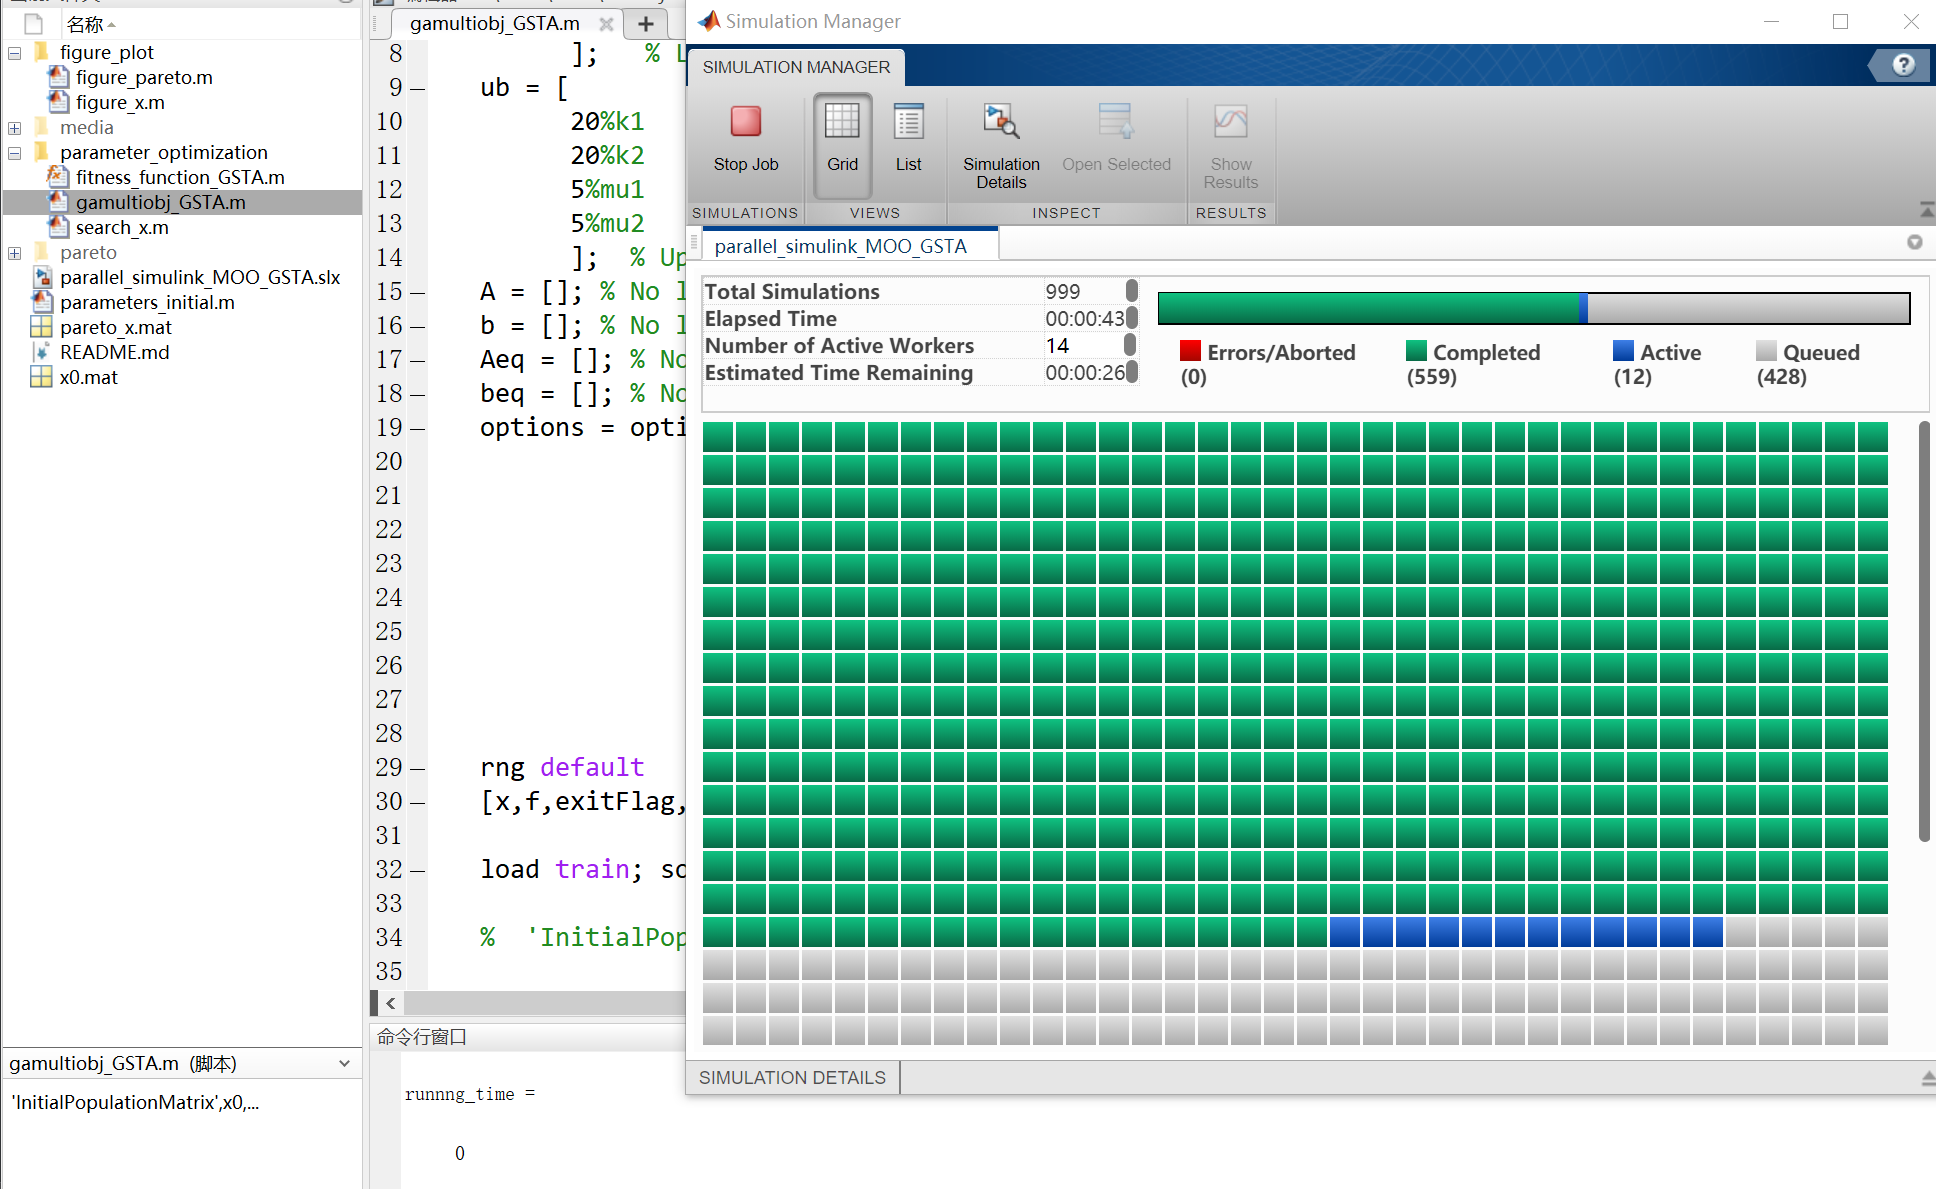 名称
figure_plot
figure_pareto.m
figure_x.m
media
parameter_optimization
fitness_function_GSTA.m
gamultiobj_GSTA.m
search_x.m
pareto
parallel_simulink_MOO_GSTA.slx
parameters_initial.m
pareto_x.mat
README.md
x0.mat
gamultiobj_GSTA.m (脚本)
'InitialPopulationMatrix',x0,...
gamultiobj_GSTA.m
8 ]; % L
9 – ub = [
10 20%k1
11 20%k2
12 5%mu1
13 5%mu2
14 ]; % Up
15 – A = []; % No l
16 – b = []; % No l
17 – Aeq = []; % No
18 – beq = []; % No
19 – options = opti
20
21
22
23
24
25
26
27
28
29 – rng default
30 – [x,f,exitFlag,
31
32 – load train; so
33
34 % 'InitialPop
35
命令行窗口
runnng_time =
0
Simulation Manager
SIMULATION MANAGER
Stop Job
Grid
List
Simulation Details
Open Selected
Show Results
SIMULATIONS
VIEWS
INSPECT
RESULTS
parallel_simulink_MOO_GSTA
Total Simulations 999
Elapsed Time 00:00:43
Number of Active Workers 14
Estimated Time Remaining 00:00:26
Errors/Aborted (0)
Completed (559)
Active (12)
Queued (428)
SIMULATION DETAILS